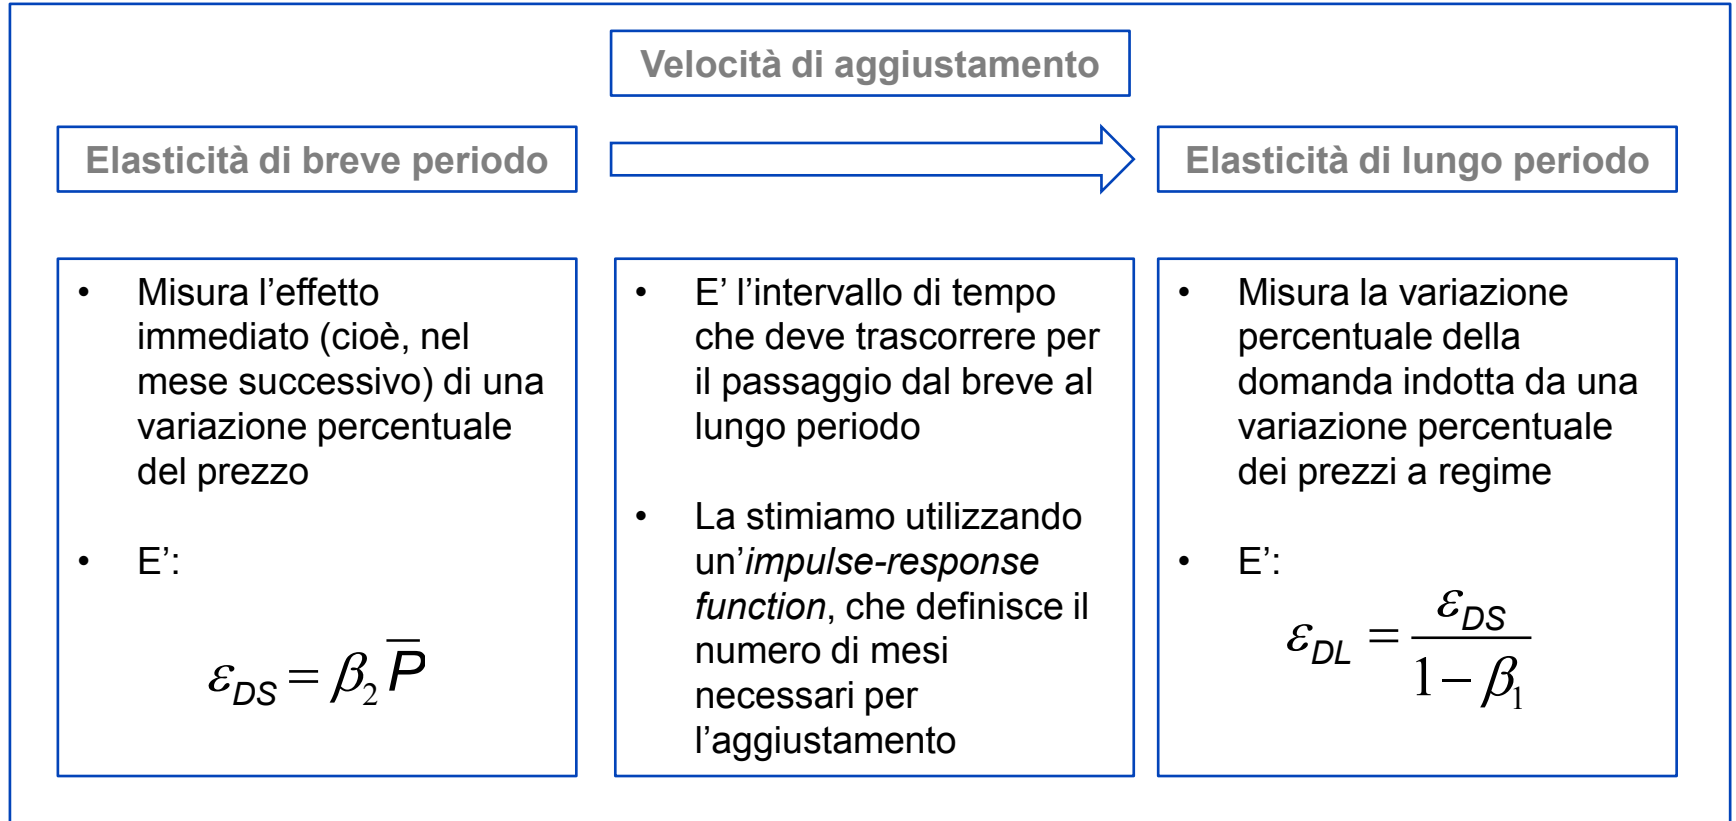 Velocità di aggiustamento
Elasticità di breve periodo
Elasticità di lungo periodo
• Misura l’effetto
immediato (cioè, nel
mese successivo) di una
variazione percentuale
del prezzo
• E’:
ε_DS = β_2 P̅
• E’ l’intervallo di tempo
che deve trascorrere per
il passaggio dal breve al
lungo periodo
• La stimiamo utilizzando
un’impulse-response
function, che definisce il
numero di mesi
necessari per
l’aggiustamento
• Misura la variazione
percentuale della
domanda indotta da una
variazione percentuale
dei prezzi a regime
• E’:
ε_DL = ε_DS / (1 − β_1)